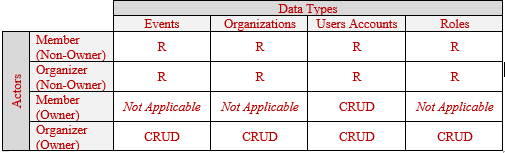 Data Types
Events Organizations Users Accounts Roles
Actors
Member
(Non-Owner) R R R R
Organizer
(Non-Owner) R R R R
Member
(Owner) Not Applicable Not Applicable CRUD Not Applicable
Organizer
(Owner) CRUD CRUD CRUD CRUD